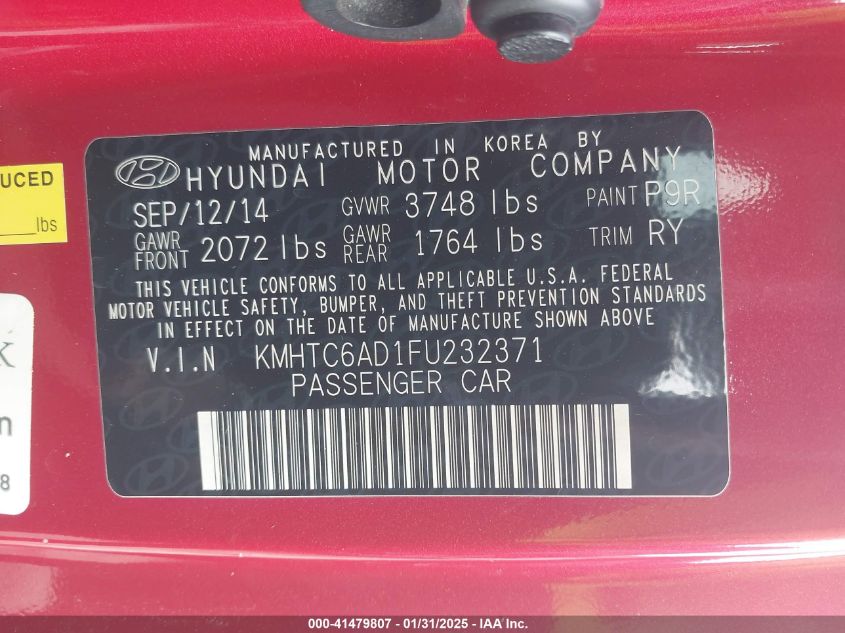 MANUFACTURED IN KOREA BY
HYUNDAI MOTOR COMPANY
SEP/12/14 GVWR 3748 lbs PAINT P9R
GAWR FRONT 2072 lbs GAWR REAR 1764 lbs TRIM RY
THIS VEHICLE CONFORMS TO ALL APPLICABLE U.S.A. FEDERAL
MOTOR VEHICLE SAFETY, BUMPER, AND THEFT PREVENTION STANDARDS
IN EFFECT ON THE DATE OF MANUFACTURE SHOWN ABOVE
V.I.N KMHTC6AD1FU232371
PASSENGER CAR
UCED
lbs
K
n
8
000-41479807 - 01/31/2025 - IAA Inc.